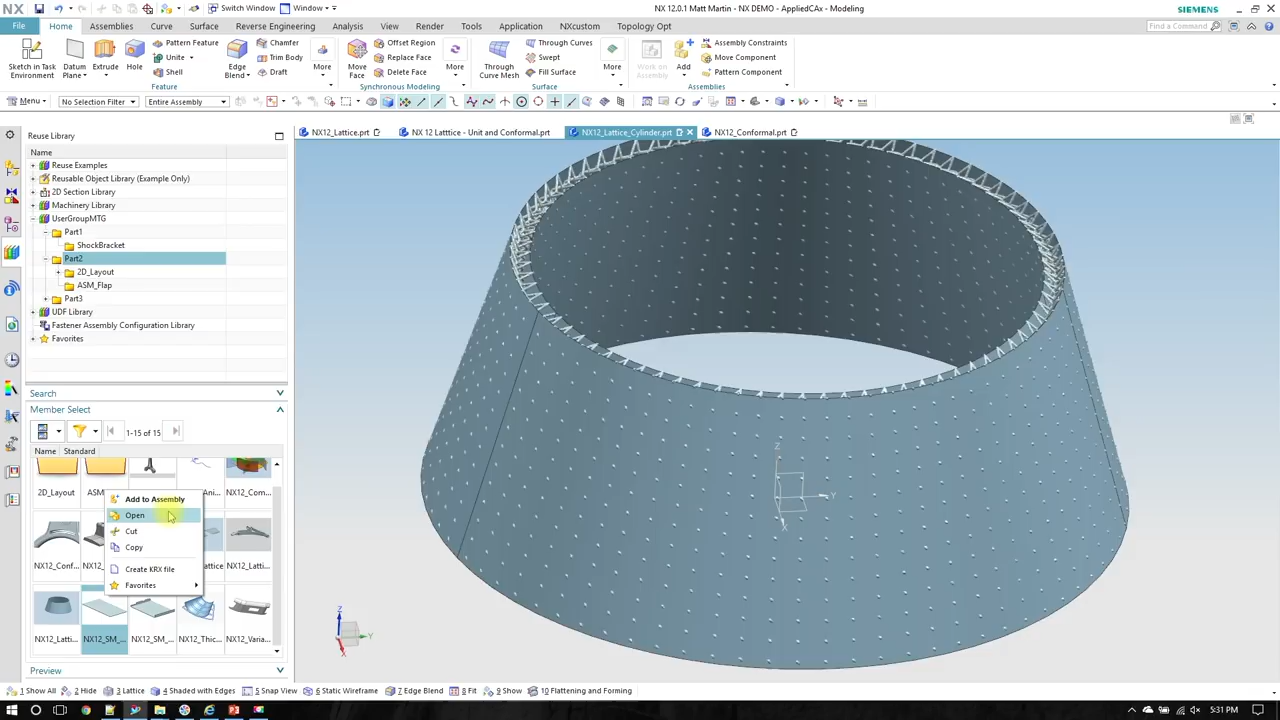 NX Switch Window Window NX 12.0.1 Matt Martin - NX DEMO - AppliedCAx - Modeling SIEMENS
File Home Assemblies Curve Surface Reverse Engineering Analysis View Render Tools Application NXcustom Topology Opt Find a Command
Sketch in Task Environment Datum Plane Extrude Hole Pattern Feature Unite Shell Edge Blend Chamfer Trim Body Draft More Move Face Offset Region Replace Face Delete Face More Through Curve Mesh Through Curves Swept Fill Surface More Work on Assembly Add Assembly Constraints Move Component Pattern Component
Feature Synchronous Modeling Surface Assemblies
Menu No Selection Filter Entire Assembly
Reuse Library
NX12_Lattice.prt NX 12 Latttice - Unit and Conformal.prt NX12_Lattice_Cylinder.prt NX12_Conformal.prt
Name
Reuse Examples
Reusable Object Library (Example Only)
2D Section Library
Machinery Library
UserGroupMTG
Part1
ShockBracket
Part2
2D_Layout
ASM_Flap
Part3
UDF Library
Fastener Assembly Configuration Library
Favorites
Search
Member Select
1-15 of 15
Name Standard
2D_Layout ASM NX12_Com...
Add to Assembly
Open
Cut
Copy
Create KRX file
Favorites
NX12_Conf... NX12_Latti...
NX12_Latti... NX12_SM_... NX12_SM_... NX12_Thic... NX12_Varia...
Preview
Z
Y
X
Z
Y
X
1 Show All 2 Hide 3 Lattice 4 Shaded with Edges 5 Snap View 6 Static Wireframe 7 Edge Blend 8 Fit 9 Show 10 Flattening and Forming
5:31 PM